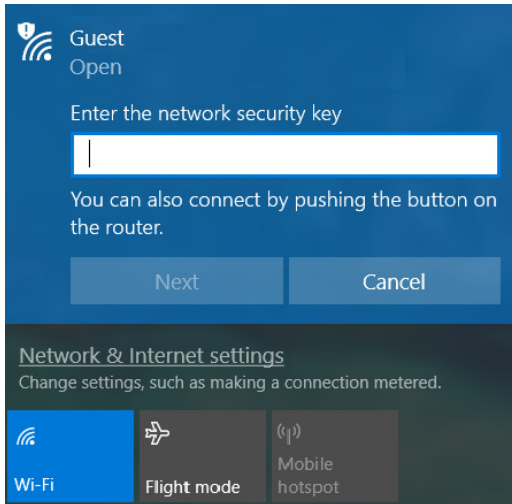 Guest
Open
Enter the network security key
You can also connect by pushing the button on
the router.
Next
Cancel
Network & Internet settings
Change settings, such as making a connection metered.
Wi-Fi
Flight mode
Mobile
hotspot